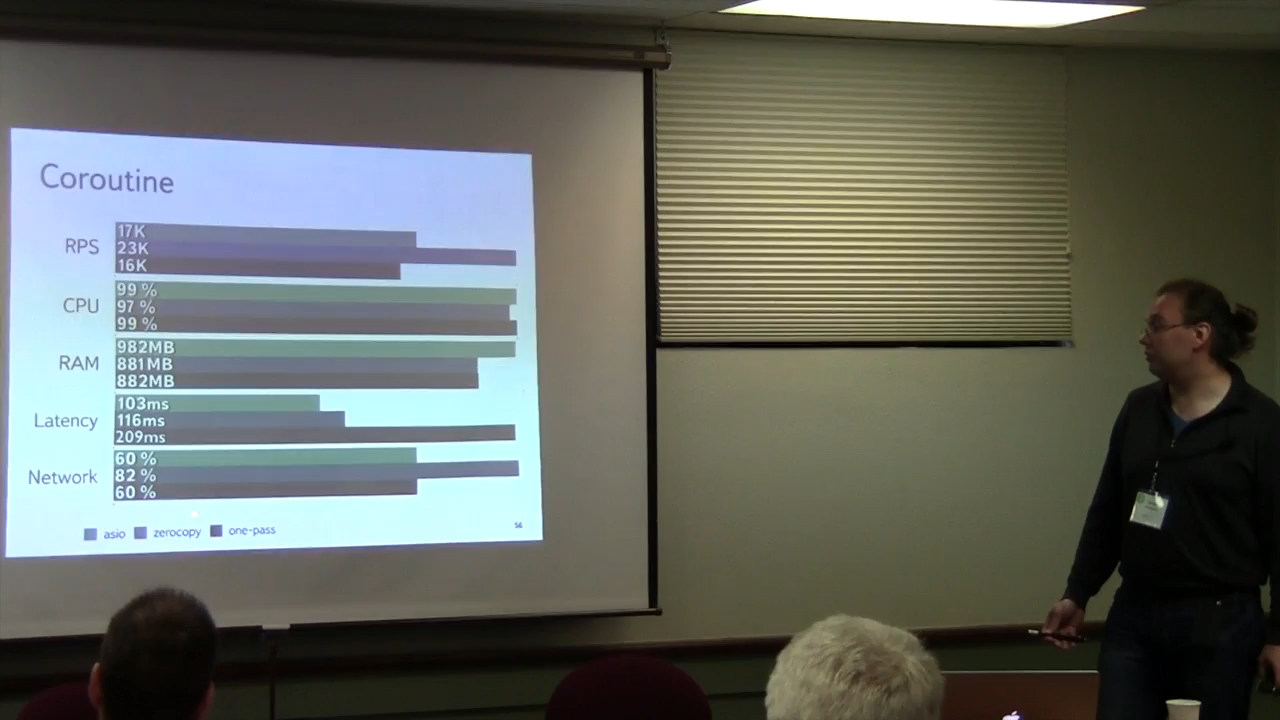 Coroutine
RPS
17K
23K
16K
CPU
99 %
97 %
99 %
RAM
982MB
881MB
882MB
Latency
103ms
116ms
209ms
Network
60 %
82 %
60 %
asio zerocopy one-pass
56